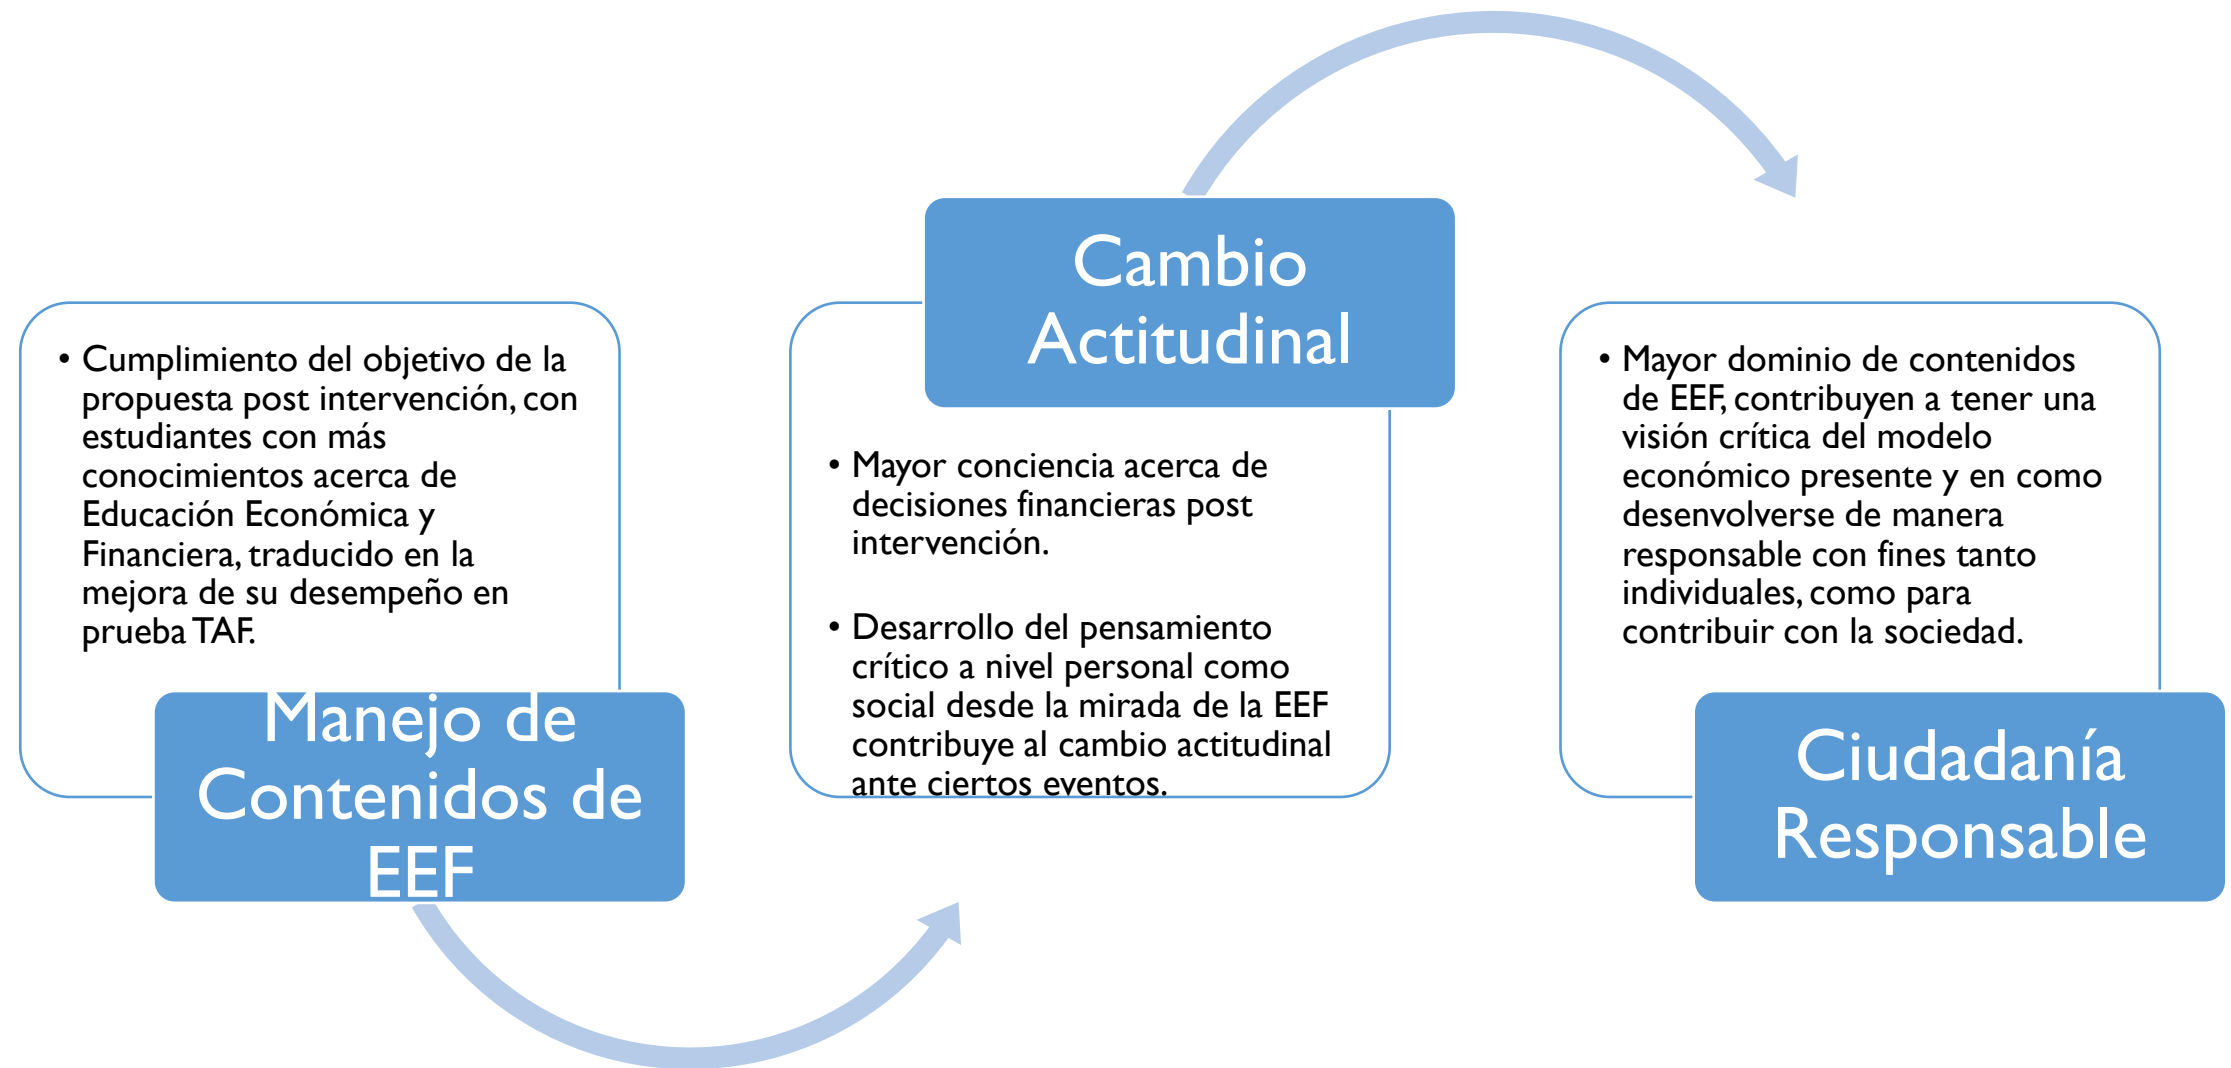 • Cumplimiento del objetivo de la
propuesta post intervención, con
estudiantes con más
conocimientos acerca de
Educación Económica y
Financiera, traducido en la
mejora de su desempeño en
prueba TAF.
Manejo de
Contenidos de
EEF
Cambio
Actitudinal
• Mayor conciencia acerca de
decisiones financieras post
intervención.
• Desarrollo del pensamiento
crítico a nivel personal como
social desde la mirada de la EEF
contribuye al cambio actitudinal
ante ciertos eventos.
• Mayor dominio de contenidos
de EEF, contribuyen a tener una
visión crítica del modelo
económico presente y en como
desenvolverse de manera
responsable con fines tanto
individuales, como para
contribuir con la sociedad.
Ciudadanía
Responsable